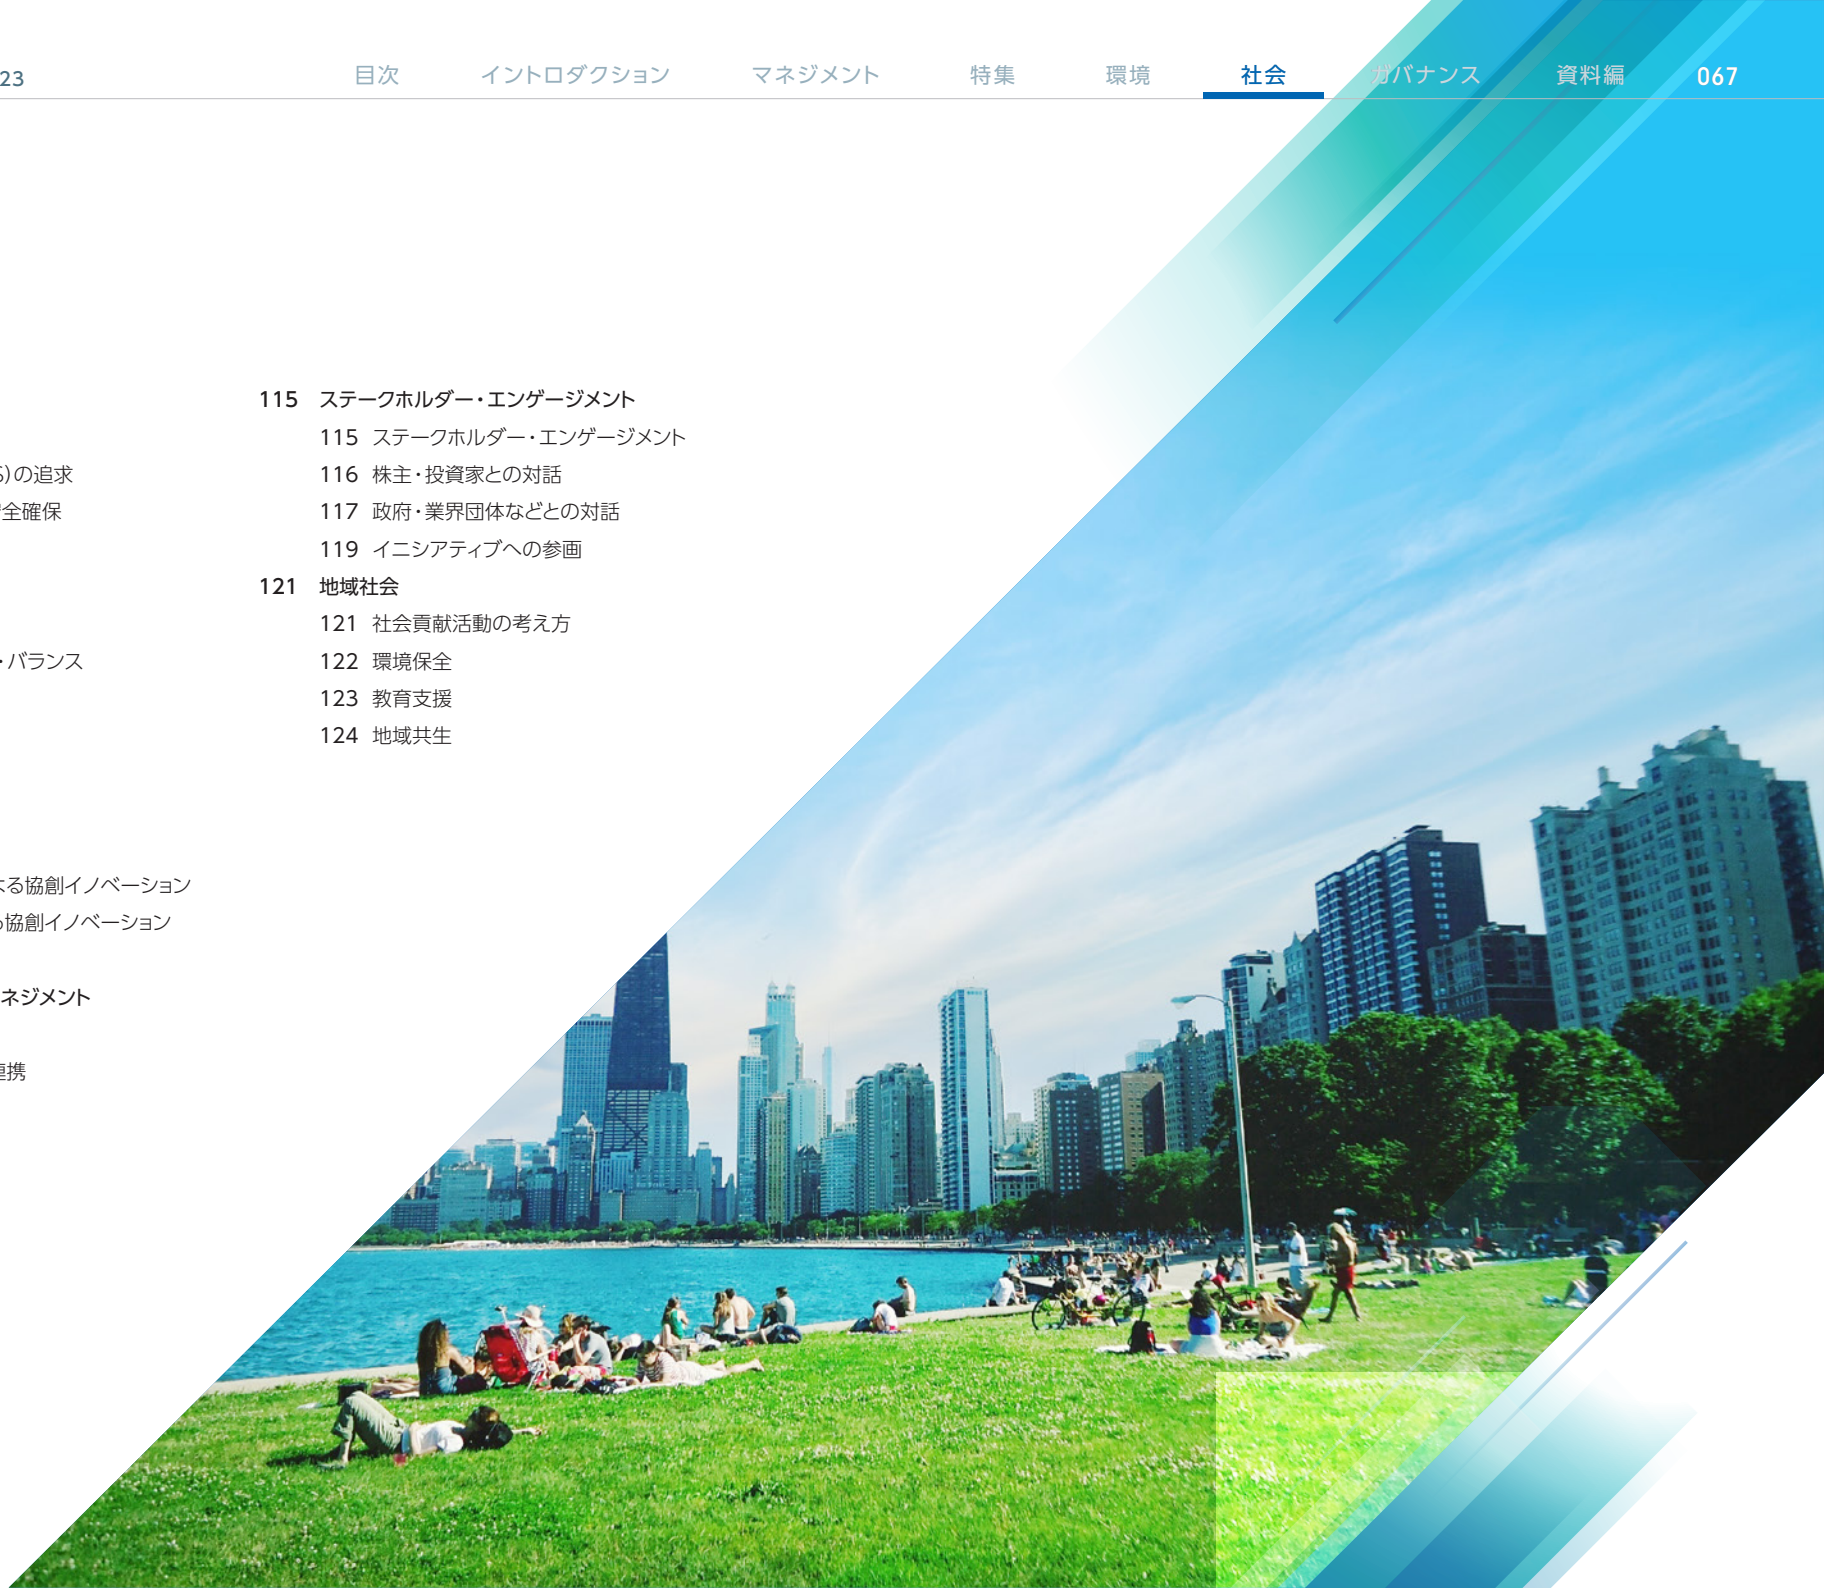 23
目次 イントロダクション マネジメント 特集 環境 社会 ガバナンス 資料編 067
)の追求
全確保
・バランス
る協創イノベーション
協創イノベーション
ネジメント
携
115 ステークホルダー・エンゲージメント
115 ステークホルダー・エンゲージメント
116 株主・投資家との対話
117 政府・業界団体などとの対話
119 イニシアティブへの参画
121 地域社会
121 社会貢献活動の考え方
122 環境保全
123 教育支援
124 地域共生